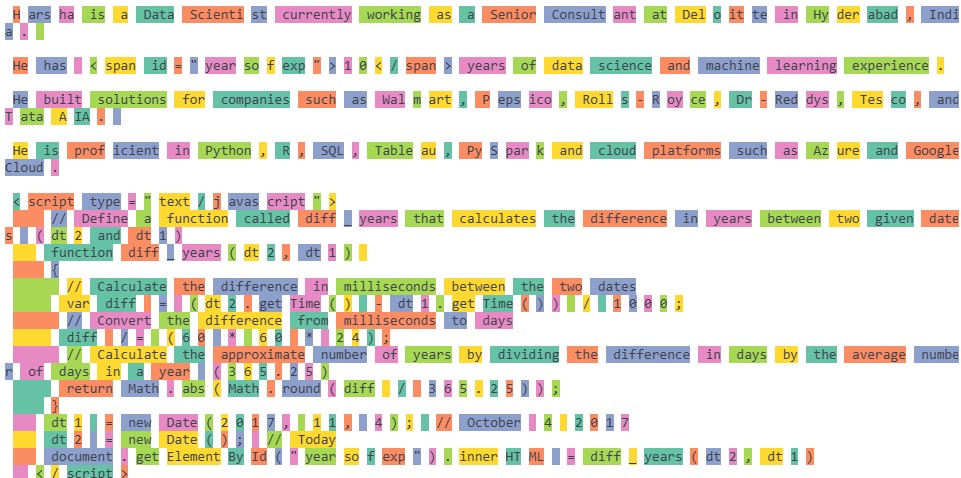 Harsha is a Data Scientist currently working as a Senior Consultant at Deloitte in Hyderabad, Indi
a.
He has <span id="yearsofexp">10</span> years of data science and machine learning experience.
He built solutions for companies such as Walmart, Pepsico, Rolls-Royce, Dr-Reddys, Tesco, and
Tata AIA.
He is proficient in Python, R, SQL, Tableau, PySpark and cloud platforms such as Azure and Google
Cloud.
<script type="text/javascript">
// Define a function called diff_years that calculates the difference in years between two given date
s (dt2 and dt1)
function diff_years(dt2, dt1)
{
// Calculate the difference in milliseconds between the two dates
var diff = (dt2.getTime() - dt1.getTime()) / 1000;
// Convert the difference from milliseconds to days
diff /= (60 * 60 * 24);
// Calculate the approximate number of years by dividing the difference in days by the average numbe
r of days in a year (365.25)
return Math.abs(Math.round(diff / 365.25));
}
dt1 = new Date(2017, 11, 4); // October 4 2017
dt2 = new Date(); // Today
document.getElementById("yearsofexp").innerHTML = diff_years(dt2, dt1)
</script>